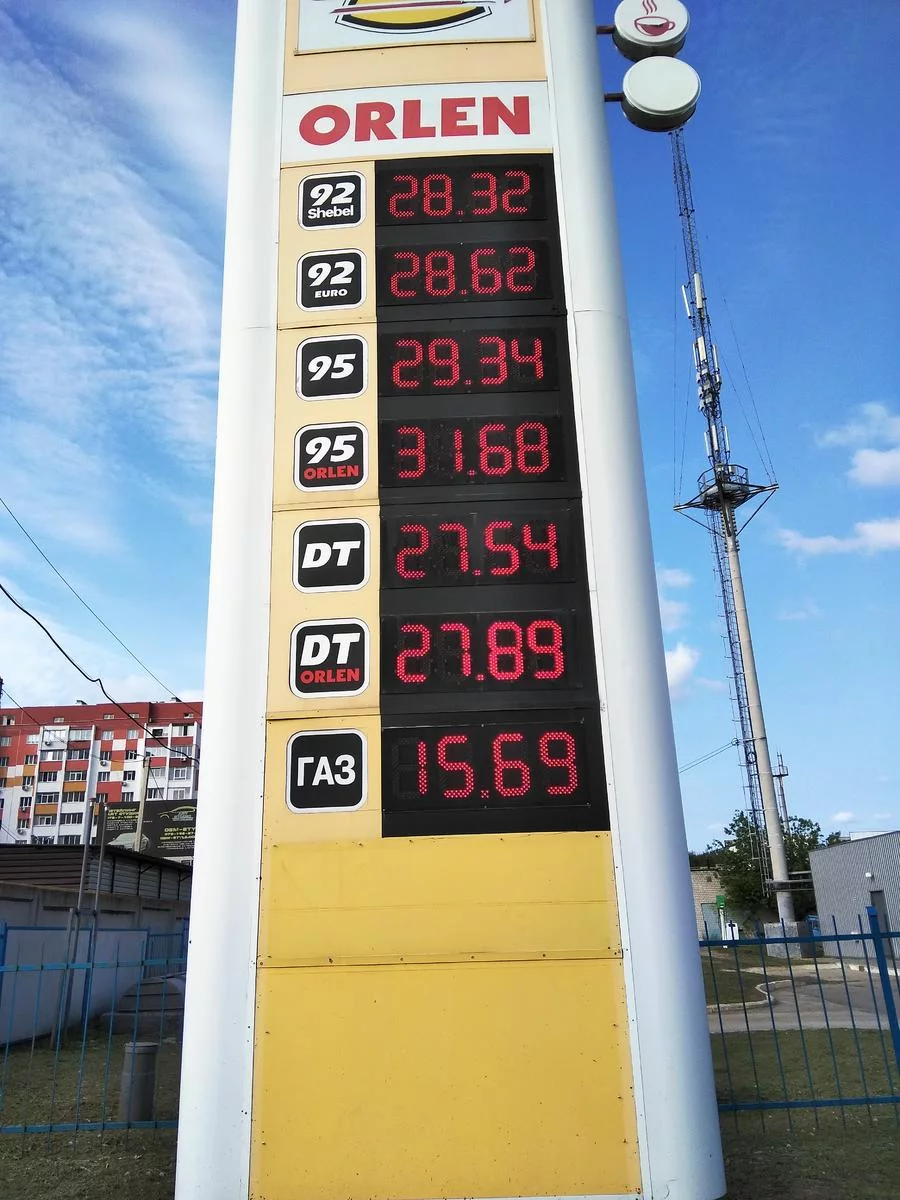 ORLEN
92 28.32
Shebel
92 28.62
EURO
95 29.34
95 31.68
ORLEN
DT 27.54
DT 27.89
ORLEN
ГАЗ 15.69